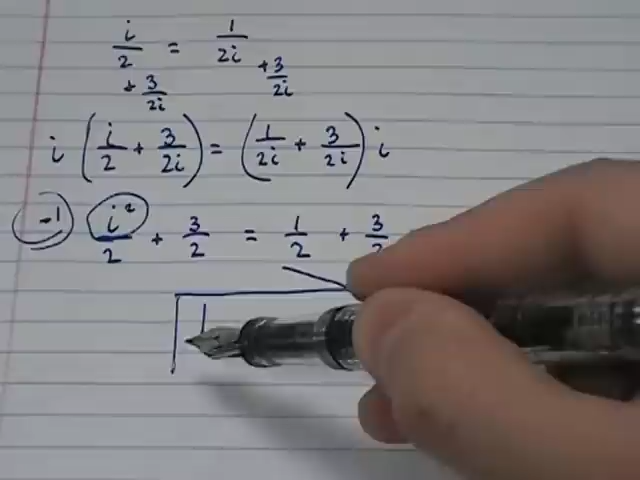 i/2 = 1/2i
+ 3/2i + 3/2i
i (i/2 + 3/2i) = (1/2i + 3/2i) i
-1 i²/2 + 3/2 = 1/2 + 3/2
1